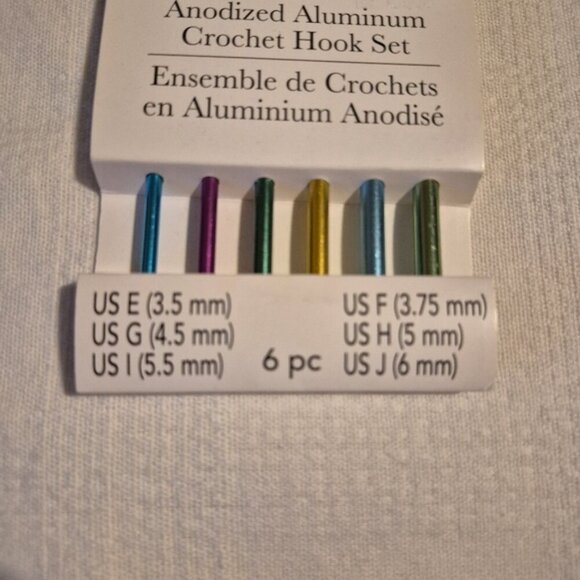 Anodized Aluminum
Crochet Hook Set
Ensemble de Crochets
en Aluminium Anodisé
US E (3.5 mm) US F (3.75 mm)
US G (4.5 mm) US H (5 mm)
US I (5.5 mm) 6 pc US J (6 mm)